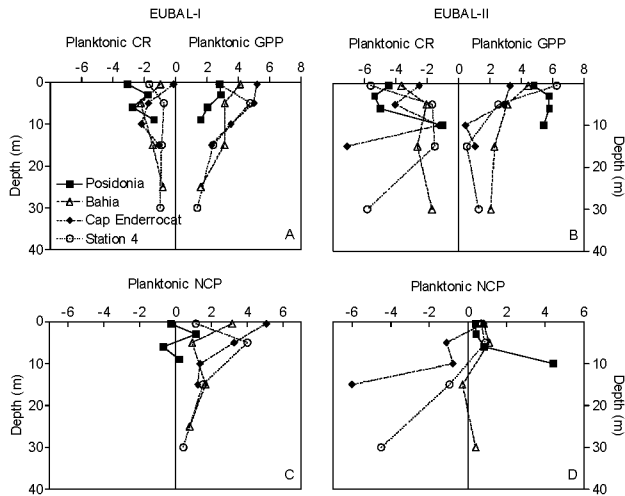 EUBAL-I
EUBAL-II
Planktonic CR Planktonic GPP
Planktonic CR Planktonic GPP
-8 -6 -4 -2 0 2 4 6 8
-8 -6 -4 -2 0 2 4 6 8
0
10
20
30
40
Depth (m)
Posidonia
Bahia
Cap Enderrocat
Station 4
A
0
10
20
30
40
Depth (m)
B
Planktonic NCP
Planktonic NCP
-6 -4 -2 0 2 4 6
-6 -4 -2 0 2 4 6
0
10
20
30
40
Depth (m)
C
0
10
20
30
40
Depth (m)
D